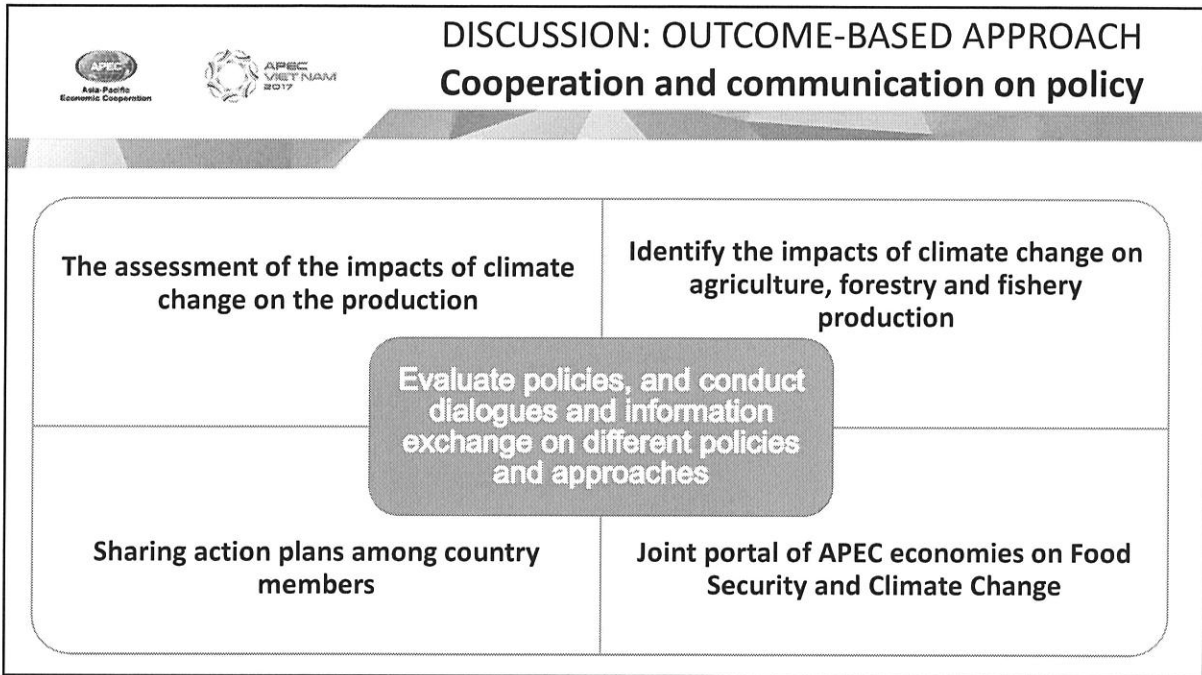 APEC
Asia-Pacific
Economic Cooperation
APEC
VIET NAM
2017
DISCUSSION: OUTCOME-BASED APPROACH
Cooperation and communication on policy
The assessment of the impacts of climate
change on the production
Identify the impacts of climate change on
agriculture, forestry and fishery
production
Evaluate policies, and conduct
dialogues and information
exchange on different policies
and approaches
Sharing action plans among country
members
Joint portal of APEC economies on Food
Security and Climate Change